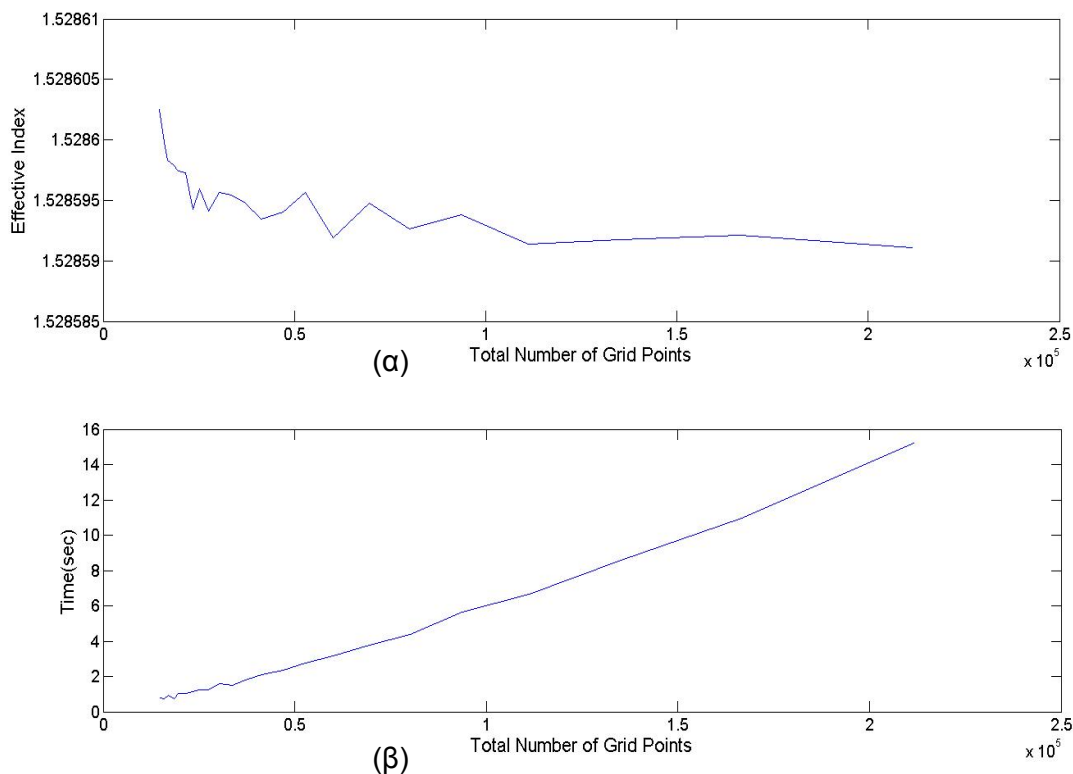 1.52861
1.528605
1.5286
1.528595
1.52859
1.528585
Effective Index
0 0.5 1 1.5 2 2.5
Total Number of Grid Points
x 10^5
(α)
16
14
12
10
8
6
4
2
0
Time(sec)
0 0.5 1 1.5 2 2.5
Total Number of Grid Points
x 10^5
(β)